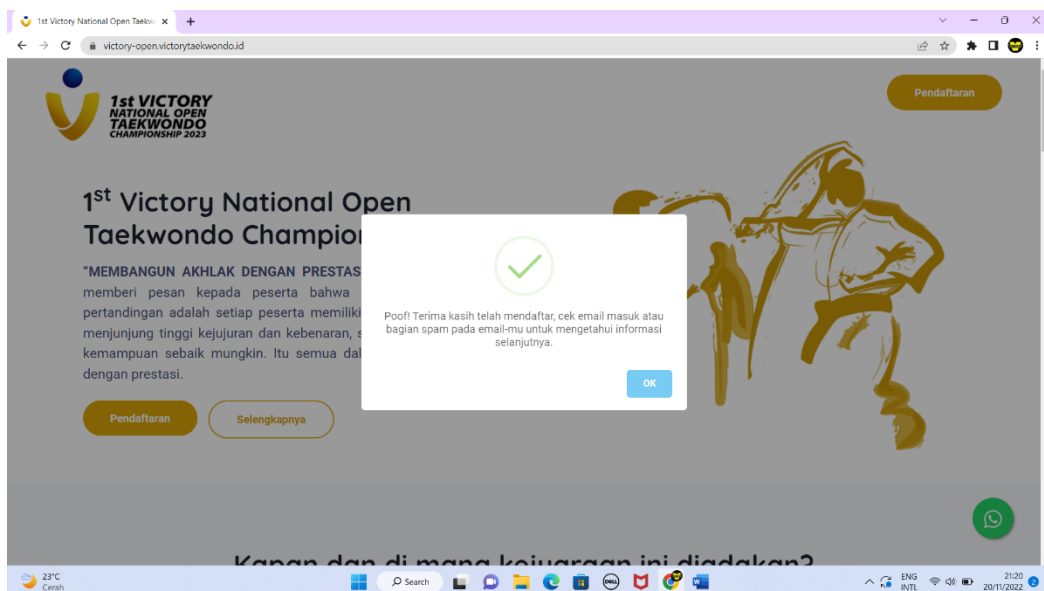 1st Victory National Open Taekw
victory-open.victorytaekwondo.id
1st VICTORY
NATIONAL OPEN
TAEKWONDO
CHAMPIONSHIP 2023
Pendaftaran
1st Victory National Open
Taekwondo Champion
"MEMBANGUN AKHLAK DENGAN PRESTAS
memberi pesan kepada peserta bahwa
pertandingan adalah setiap peserta memiliki
menjunjung tinggi kejujuran dan kebenaran, s
kemampuan sebaik mungkin. Itu semua dal
dengan prestasi.
Pendaftaran
Selengkapnya
Poof! Terima kasih telah mendaftar, cek email masuk atau
bagian spam pada email-mu untuk mengetahui informasi
selanjutnya.
OK
Kapan dan di mana kejuaraan ini diadakan?
23°C
Cerah
Search
DELL
ENG
INTL
21:20
20/11/2022
2